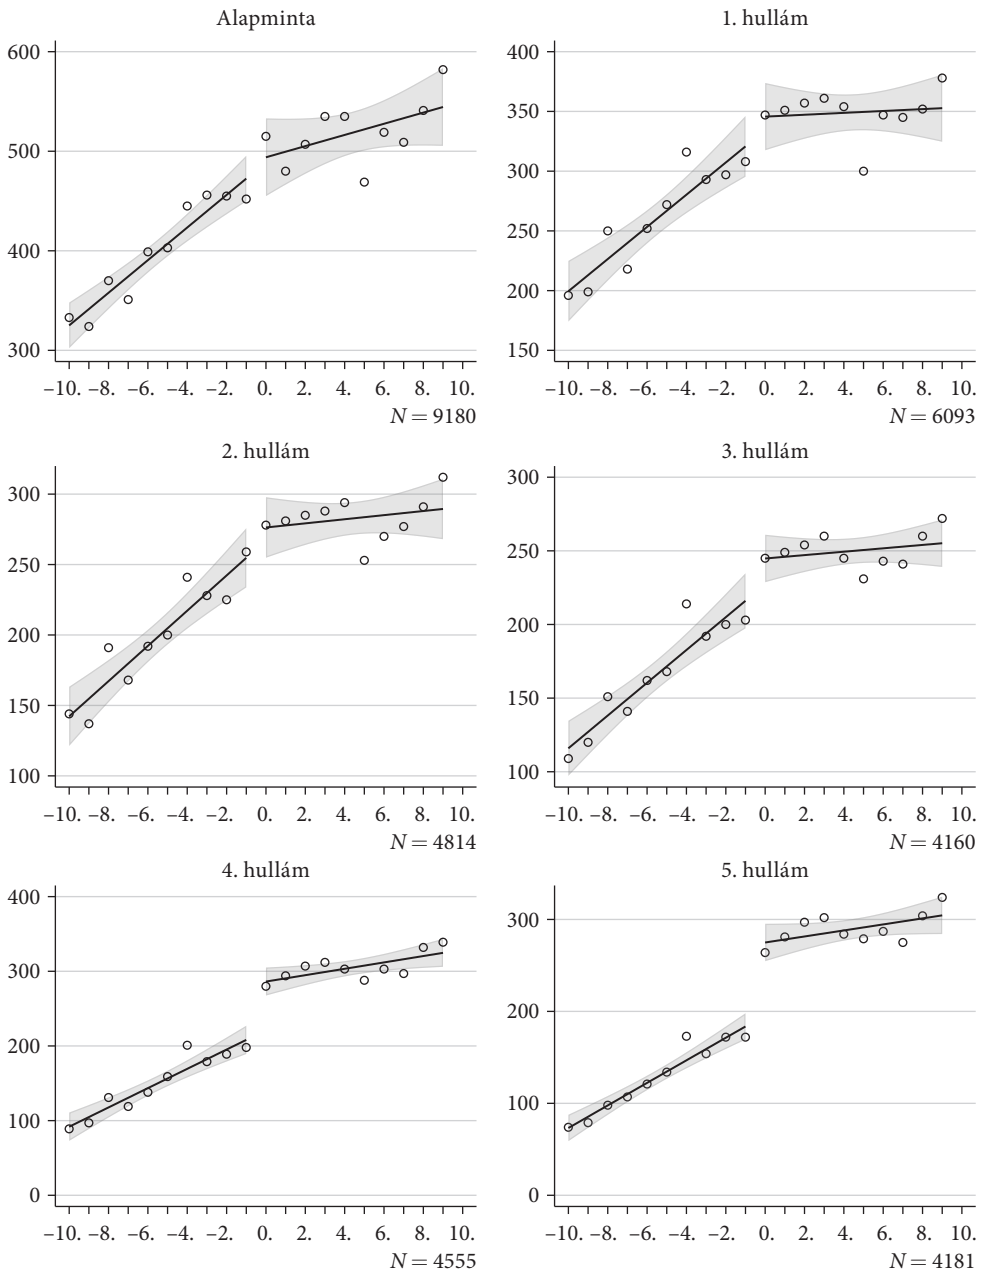 Alapminta
600
500
400
300
–10. –8. –6. –4. –2. 0. 2. 4. 6. 8. 10.
N = 9180
1. hullám
400
350
300
250
200
150
–10. –8. –6. –4. –2. 0. 2. 4. 6. 8. 10.
N = 6093
2. hullám
300
250
200
150
100
–10. –8. –6. –4. –2. 0. 2. 4. 6. 8. 10.
N = 4814
3. hullám
300
250
200
150
100
–10. –8. –6. –4. –2. 0. 2. 4. 6. 8. 10.
N = 4160
4. hullám
400
300
200
100
0
–10. –8. –6. –4. –2. 0. 2. 4. 6. 8. 10.
N = 4555
5. hullám
300
200
100
0
–10. –8. –6. –4. –2. 0. 2. 4. 6. 8. 10.
N = 4181